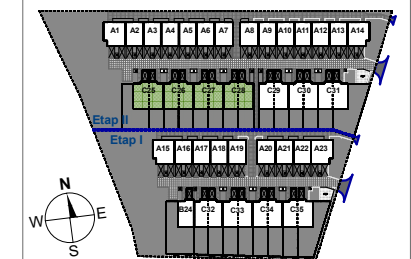 A1 A2 A3 A4 A5 A6 A7 A8 A9 A10 A11 A12 A13 A14
C25 C26 C27 C28 C29 C30 C31
Etap II
Etap I
A15 A16 A17 A18 A19 A20 A21 A22 A23
B24 C32 C33 C34 C35
N
W E
S